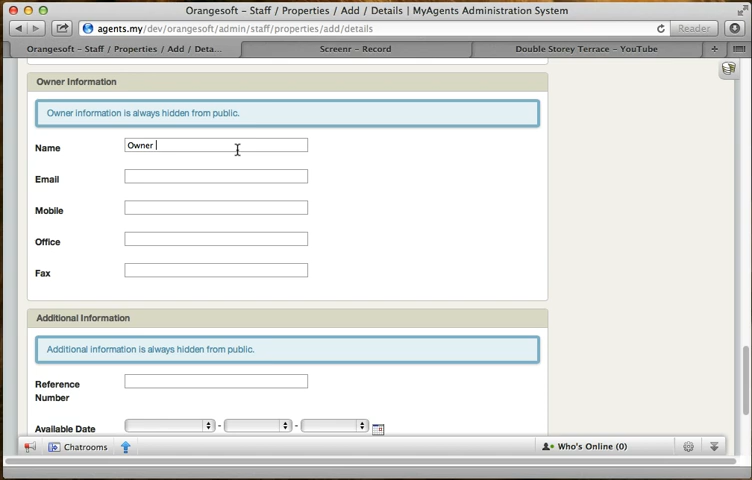 Orangesoft - Staff / Properties / Add / Details | MyAgents Administration System
agents.my/dev/orangesoft/admin/staff/properties/add/details
Reader
Orangesoft - Staff / Properties / Add / Deta...
Screenr - Record
Double Storey Terrace - YouTube
Owner Information
Owner information is always hidden from public.
Name
Owner
Email
Mobile
Office
Fax
Additional Information
Additional information is always hidden from public.
Reference
Number
Available Date
- -
Chatrooms
Who's Online (0)